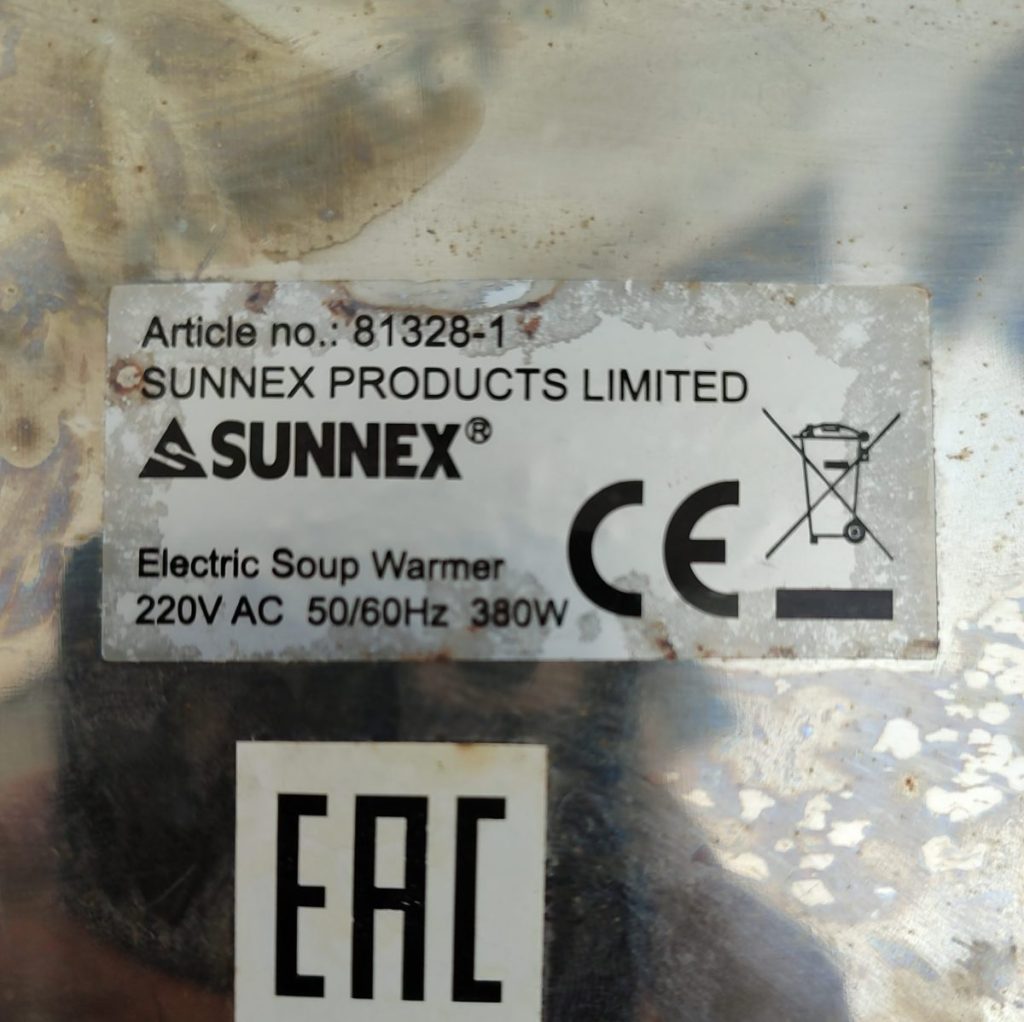 Article no.: 81328-1
SUNNEX PRODUCTS LIMITED
SUNNEX®
Electric Soup Warmer
220V AC 50/60Hz 380W
CE
EAC